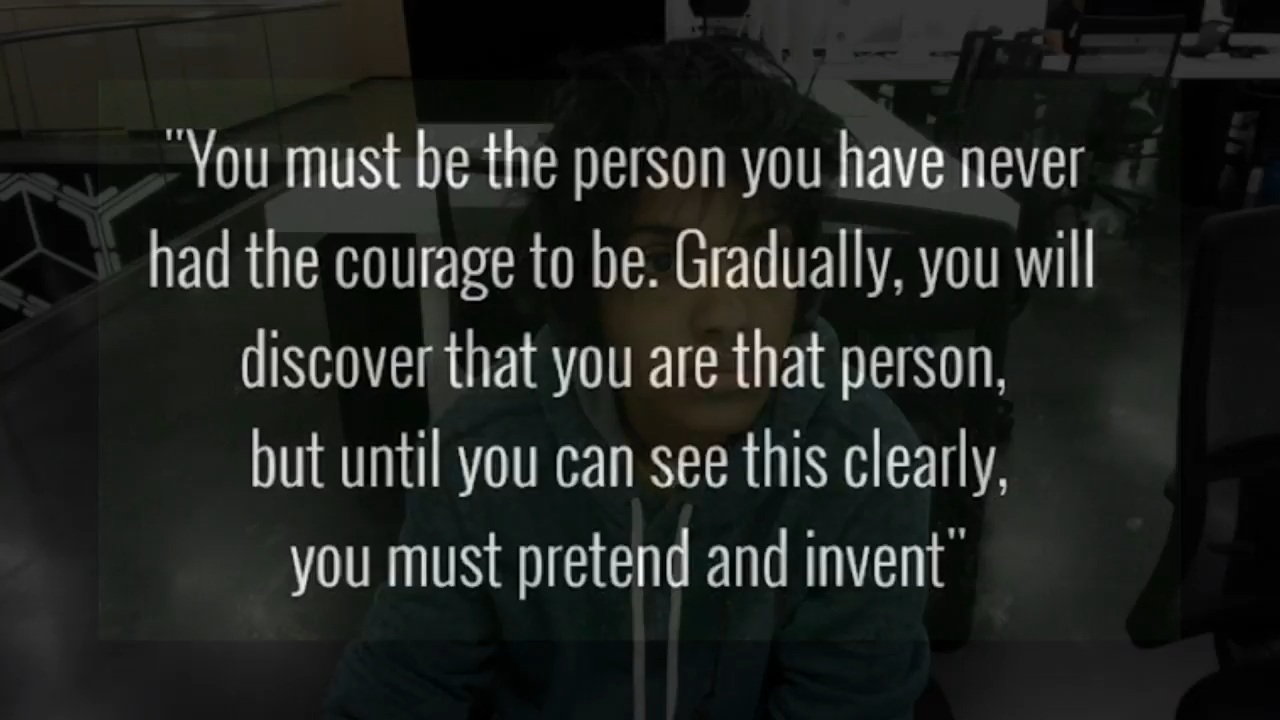 "You must be the person you have never
had the courage to be. Gradually, you will
discover that you are that person,
but until you can see this clearly,
you must pretend and invent"